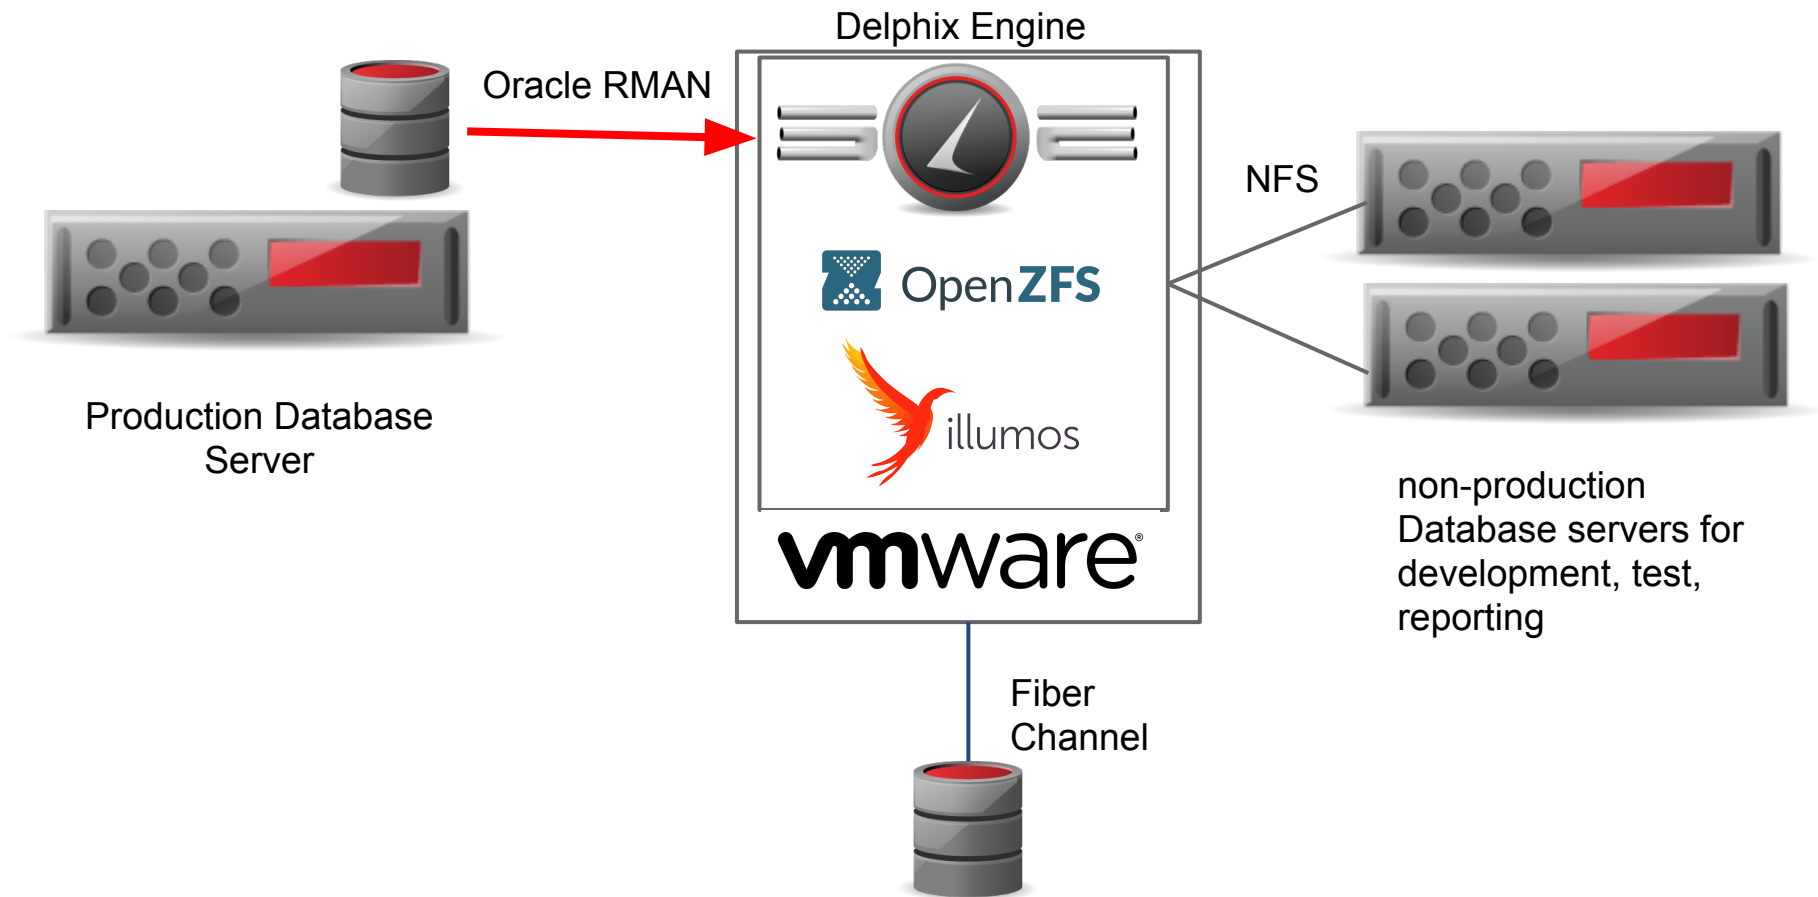 Delphix Engine
Oracle RMAN
NFS
OpenZFS
illumos
Production Database
Server
vmware®
non-production
Database servers for
development, test,
reporting
Fiber
Channel